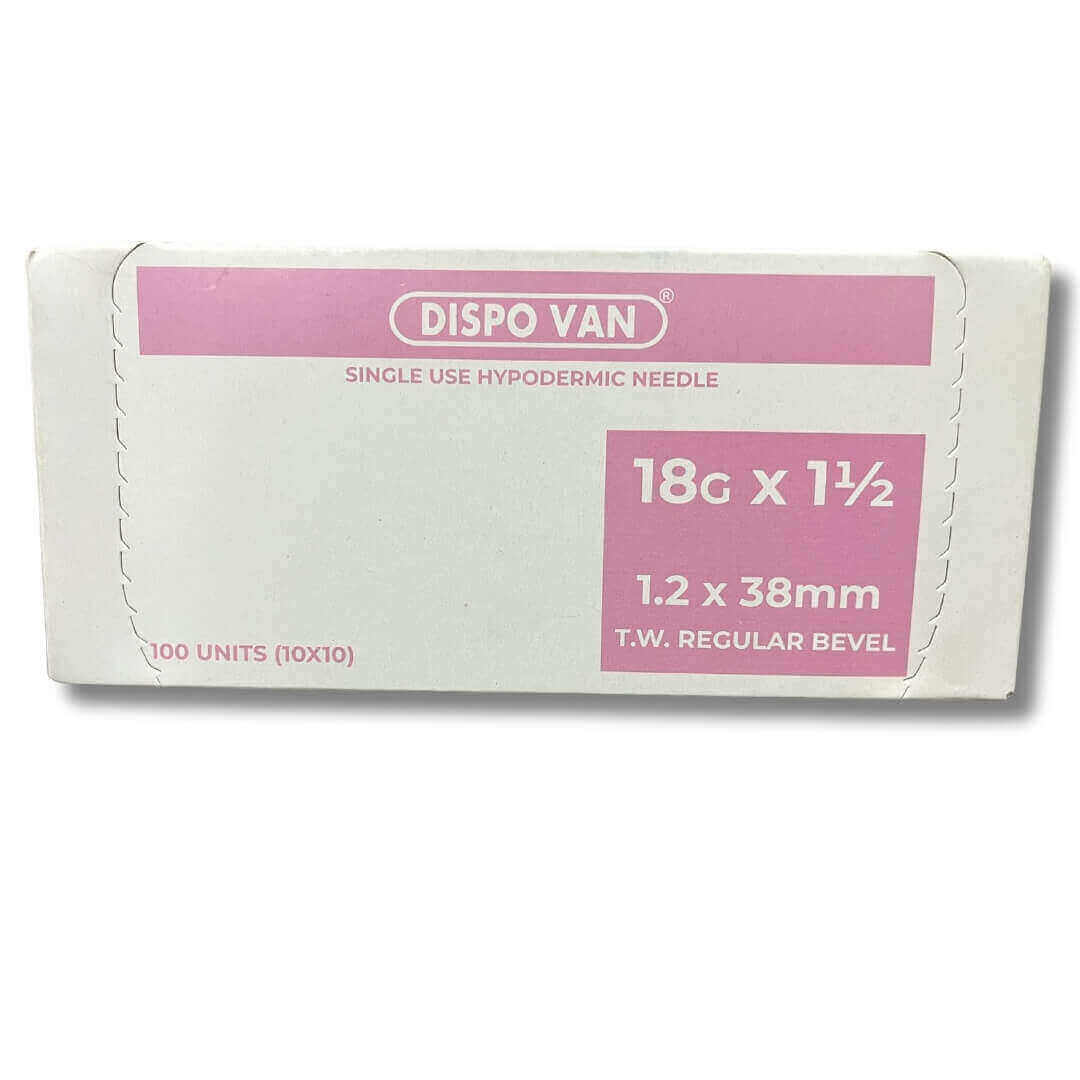 DISPO VAN®
SINGLE USE HYPODERMIC NEEDLE
18G x 1½
1.2 x 38mm
T.W. REGULAR BEVEL
100 UNITS (10X10)